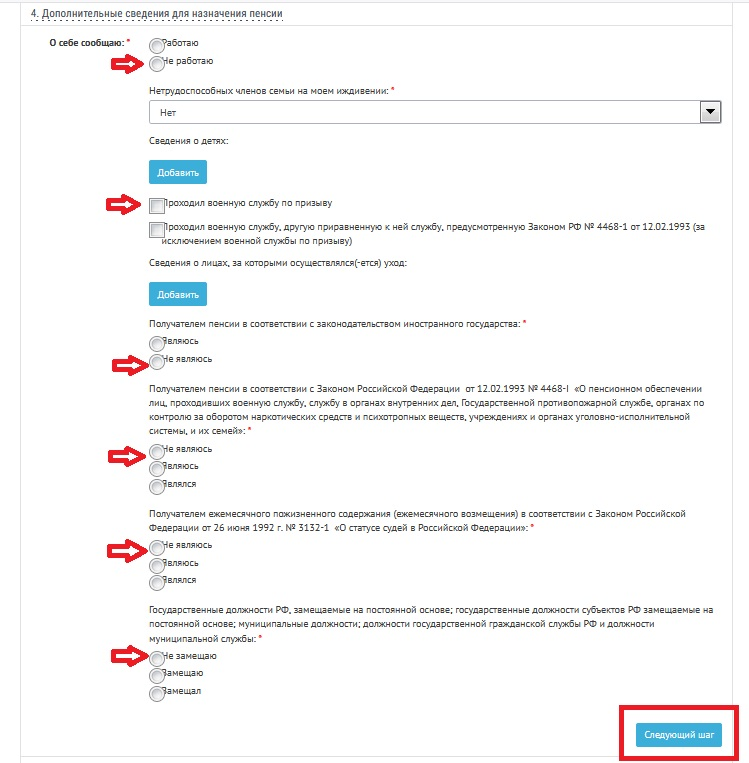 4. Дополнительные сведения для назначения пенсии
О себе сообщаю: *
Работаю
Не работаю
Нетрудоспособных членов семьи на моем иждивении: *
Нет
Сведения о детях:
Добавить
Проходил военную службу по призыву
Проходил военную службу, другую приравненную к ней службу, предусмотренную Законом РФ № 4468-1 от 12.02.1993 (за
исключением военной службы по призыву)
Сведения о лицах, за которыми осуществлялся(-ется) уход:
Добавить
Получателем пенсии в соответствии с законодательством иностранного государства: *
Являюсь
Не являюсь
Получателем пенсии в соответствии с Законом Российской Федерации от 12.02.1993 № 4468-I «О пенсионном обеспечении
лиц, проходивших военную службу, службу в органах внутренних дел, Государственной противопожарной службе, органах по
контролю за оборотом наркотических средств и психотропных веществ, учреждениях и органах уголовно-исполнительной
системы, и их семей»: *
Не являюсь
Являюсь
Являлся
Получателем ежемесячного пожизненного содержания (ежемесячного возмещения) в соответствии с Законом Российской
Федерации от 26 июня 1992 г. № 3132-1 «О статусе судей в Российской Федерации»: *
Не являюсь
Являюсь
Являлся
Государственные должности РФ, замещаемые на постоянной основе; государственные должности субъектов РФ замещаемые на
постоянной основе; муниципальные должности; должности государственной гражданской службы РФ и должности
муниципальной службы: *
Не замещаю
Замещаю
Замещал
Следующий шаг